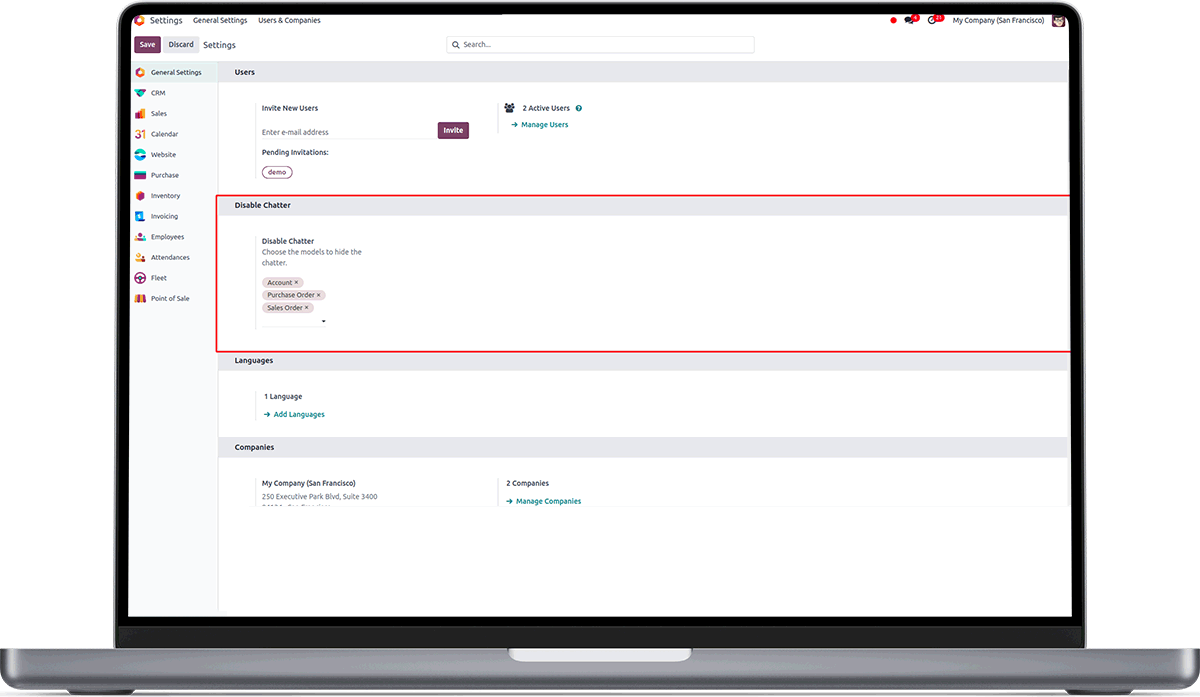 Settings General Settings Users & Companies 4 21 My Company (San Francisco)
Save Discard Settings Search...
General Settings
CRM
Sales
31 Calendar
Website
Purchase
Inventory
Invoicing
Employees
Attendances
Fleet
Point of Sale
Users
Invite New Users
Enter e-mail address Invite
Pending Invitations:
demo
2 Active Users ?
Manage Users
Disable Chatter
Disable Chatter
Choose the models to hide the
chatter.
Account ×
Purchase Order ×
Sales Order ×
Languages
1 Language
Add Languages
Companies
My Company (San Francisco)
250 Executive Park Blvd, Suite 3400
2 Companies
Manage Companies